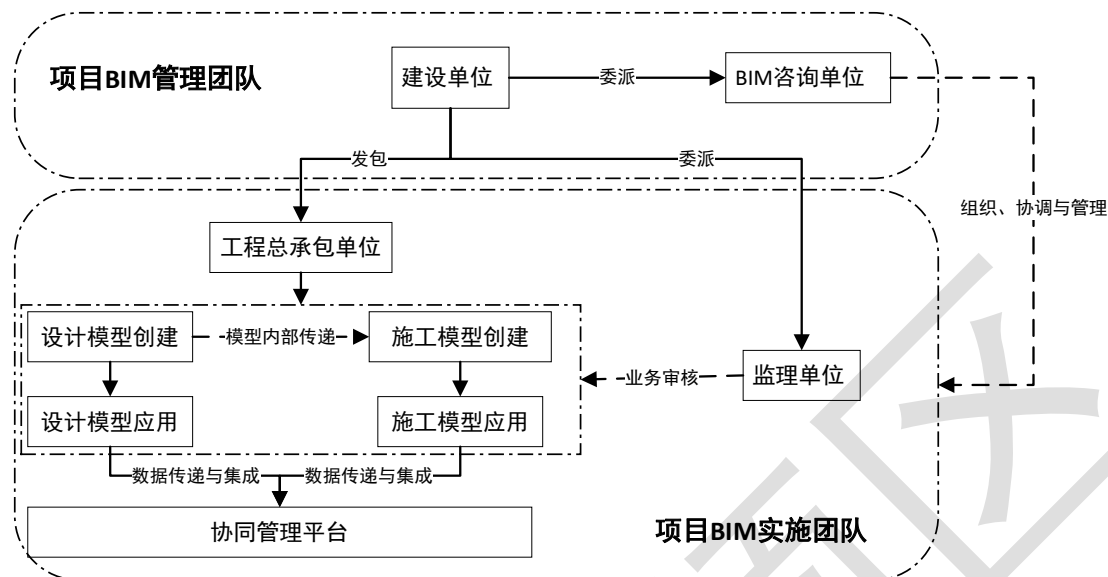 项目BIM管理团队
建设单位
委派
BIM咨询单位
发包
委派
组织、协调与管理
工程总承包单位
设计模型创建
模型内部传递
施工模型创建
业务审核
监理单位
设计模型应用
施工模型应用
数据传递与集成
数据传递与集成
协同管理平台
项目BIM实施团队